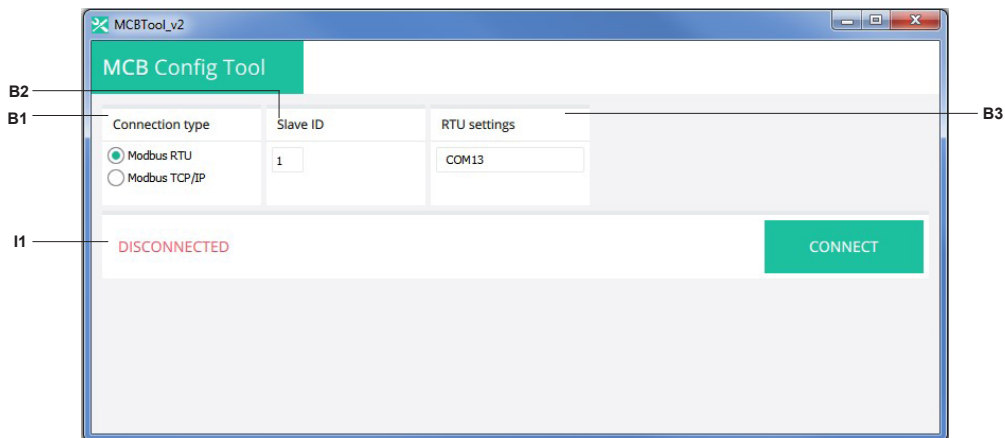 MCBTool_v2
MCB Config Tool
B2
B1
B3
Connection type
Slave ID
RTU settings
Modbus RTU
1
COM13
Modbus TCP/IP
I1
DISCONNECTED
CONNECT